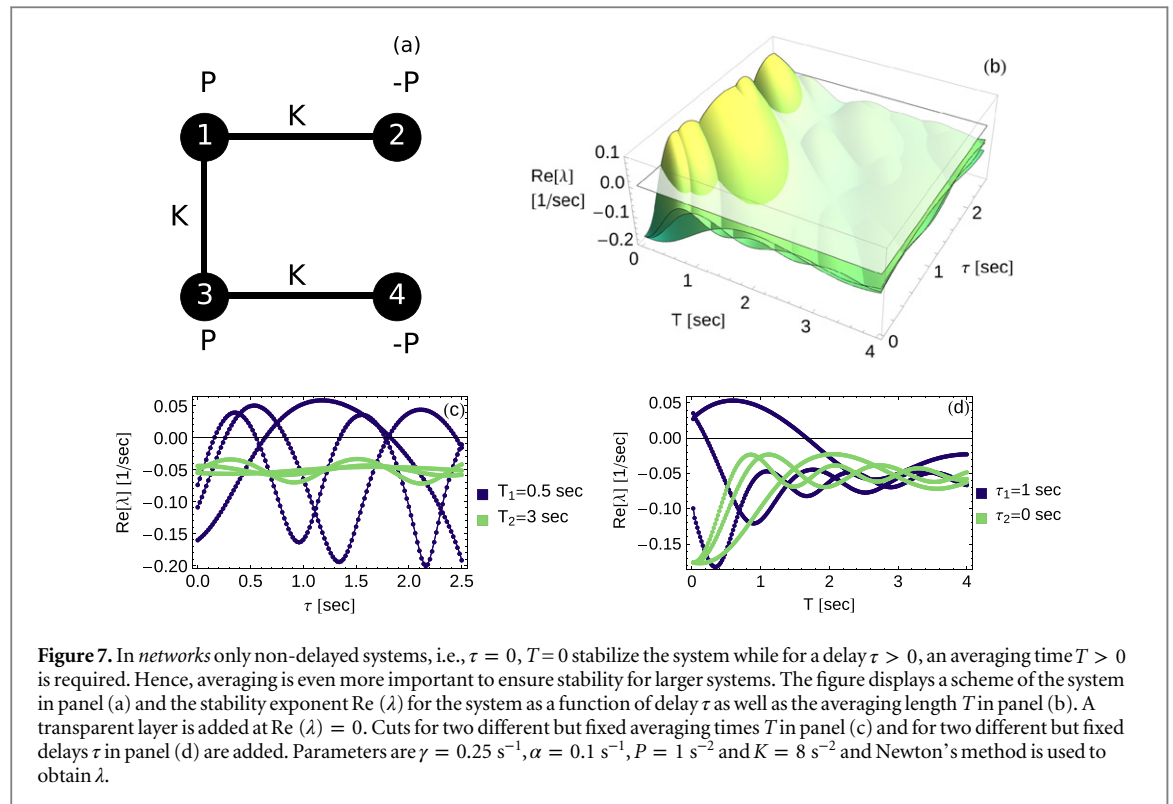 (a)
P
-P
1
K
2
K
3
K
4
P
-P
(b)
0.1
Re[λ]
0.0
[1/sec]
−0.1
−0.2
0
1
2
3
4
T [sec]
0
1
2
τ [sec]
(c)
0.05
0.00
−0.05
−0.10
−0.15
−0.20
Re[λ] [1/sec]
0.0 0.5 1.0 1.5 2.0 2.5
τ [sec]
T₁=0.5 sec
T₂=3 sec
(d)
0.05
0.00
−0.05
−0.10
−0.15
Re[λ] [1/sec]
0 1 2 3 4
T [sec]
τ₁=1 sec
τ₂=0 sec
Figure 7. In networks only non-delayed systems, i.e., τ = 0, T = 0 stabilize the system while for a delay τ > 0, an averaging time T > 0
is required. Hence, averaging is even more important to ensure stability for larger systems. The figure displays a scheme of the system
in panel (a) and the stability exponent Re (λ) for the system as a function of delay τ as well as the averaging length T in panel (b). A
transparent layer is added at Re (λ) = 0. Cuts for two different but fixed averaging times T in panel (c) and for two different but fixed
delays τ in panel (d) are added. Parameters are γ = 0.25 s⁻¹, α = 0.1 s⁻¹, P = 1 s⁻² and K = 8 s⁻² and Newton's method is used to
obtain λ.